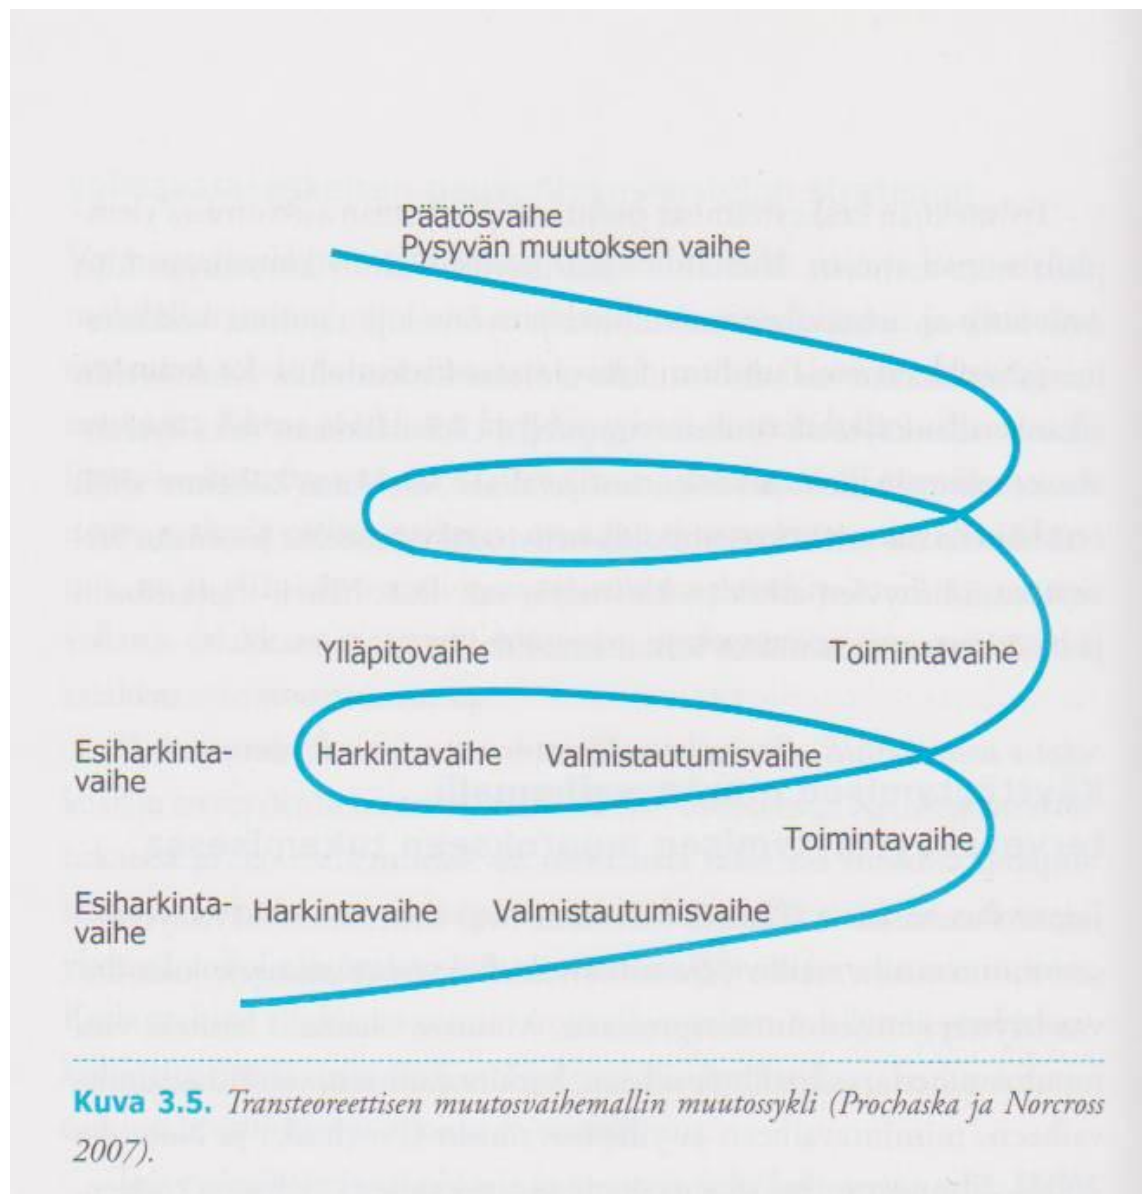 Päätösvaihe
Pysyvän muutoksen vaihe
Ylläpitovaihe
Toimintavaihe
Esiharkinta-
vaihe
Harkintavaihe
Valmistautumisvaihe
Toimintavaihe
Esiharkinta-
vaihe
Harkintavaihe
Valmistautumisvaihe
Kuva 3.5. Transteoreettisen muutosvaihemallin muutossykli (Prochaska ja Norcross
2007).